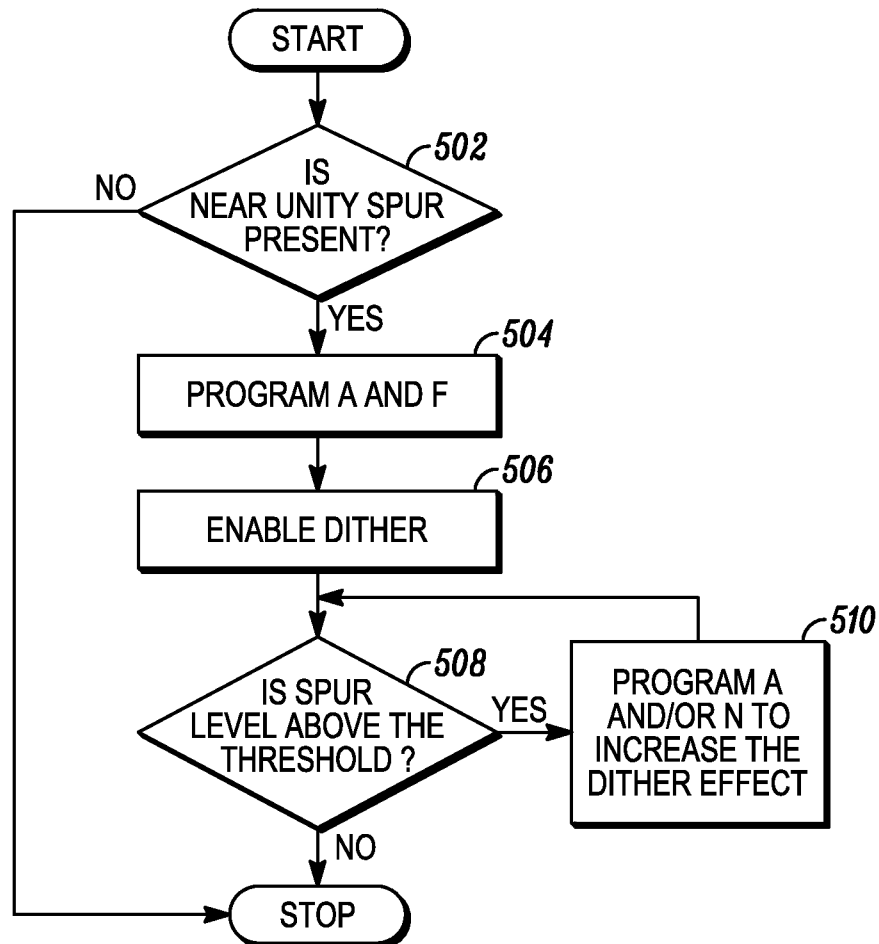 START
502
IS
NEAR UNITY SPUR
PRESENT?
NO
YES
504
PROGRAM A AND F
506
ENABLE DITHER
508
IS SPUR
LEVEL ABOVE THE
THRESHOLD ?
YES
510
PROGRAM A
AND/OR N TO
INCREASE THE
DITHER EFFECT
NO
STOP